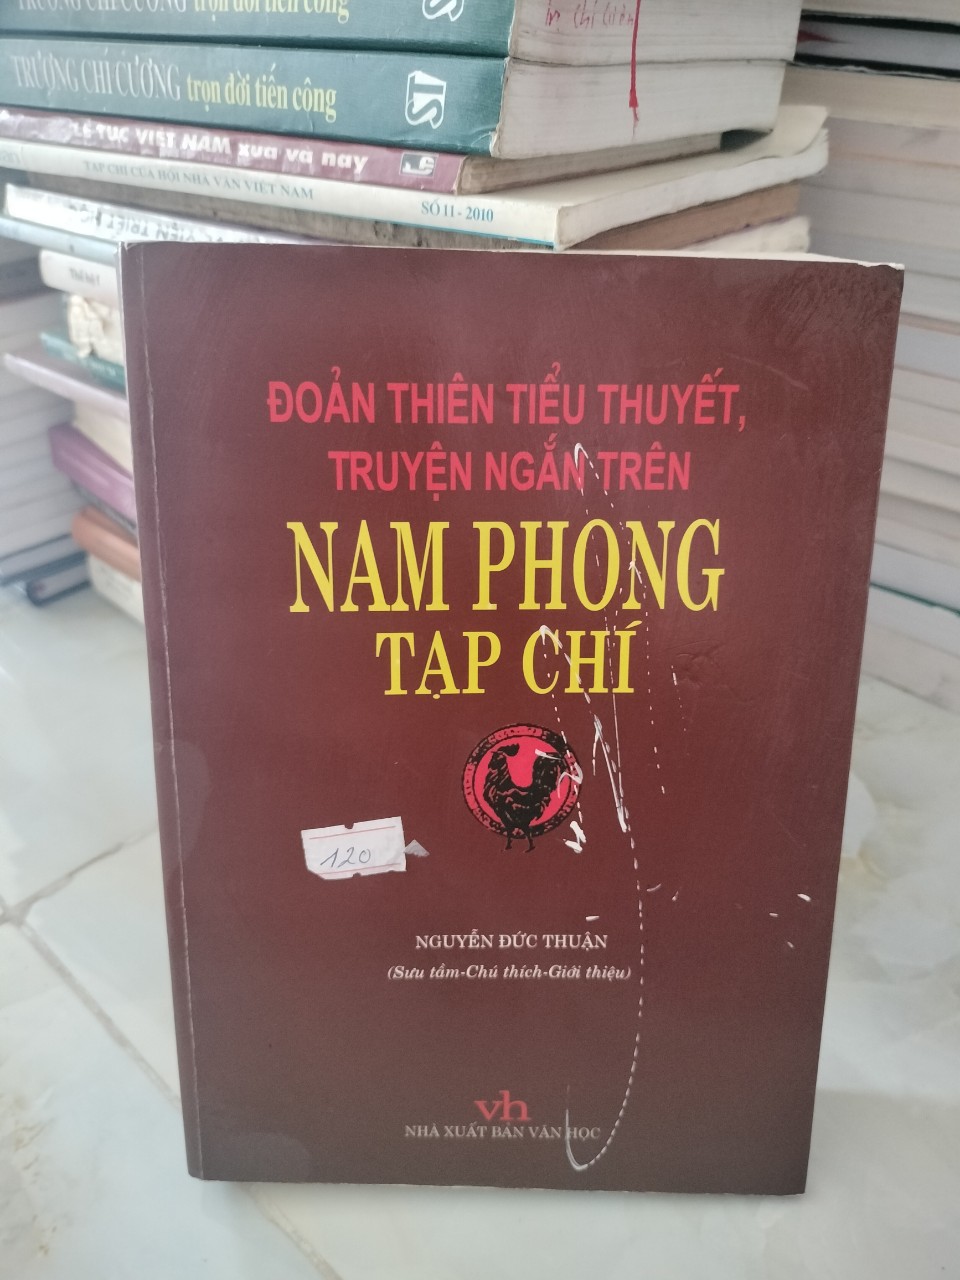 TRƯƠNG CHÍ CƯƠNG trọn đời tiến công
TRƯƠNG CHÍ CƯƠNG trọn đời tiến công
LỄ TỤC VIỆT NAM xưa và nay
TẠP CHÍ CỦA HỘI NHÀ VĂN VIỆT NAM
SỐ 11 - 2010
ĐOẢN THIÊN TIỂU THUYẾT,
TRUYỆN NGẮN TRÊN
NAM PHONG
TẠP CHÍ
120
NGUYỄN ĐỨC THUẬN
(Sưu tầm-Chú thích-Giới thiệu)
vh
NHÀ XUẤT BẢN VĂN HỌC